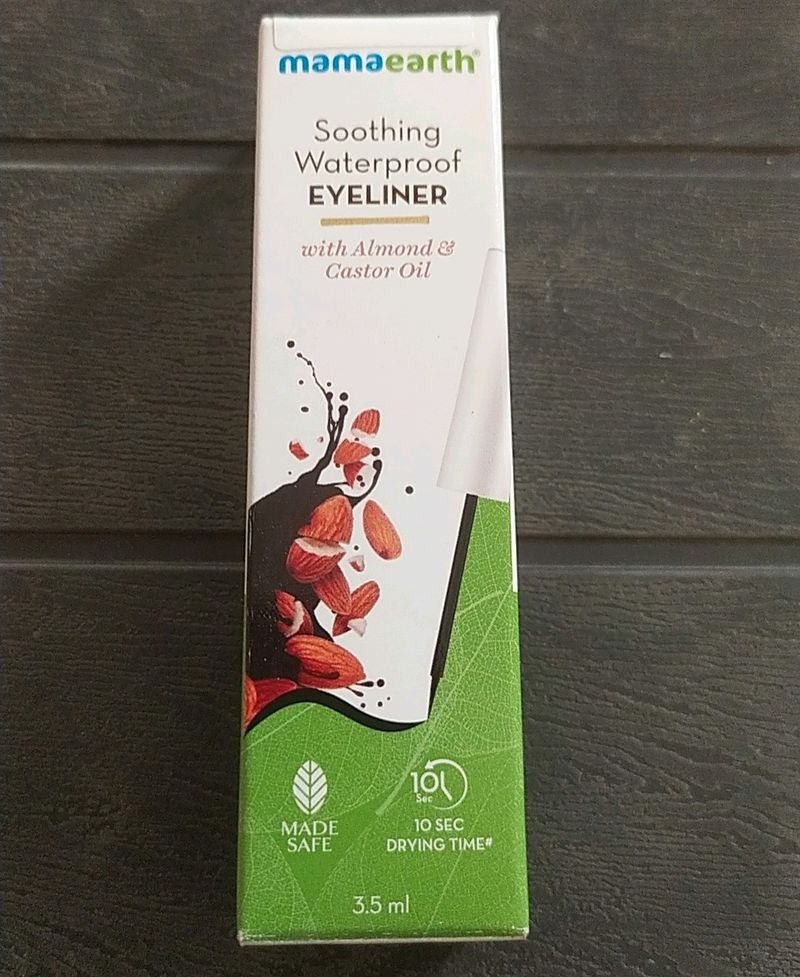 mamaearth®
Soothing
Waterproof
EYELINER
with Almond &
Castor Oil
10
Sec
MADE
SAFE
10 SEC
DRYING TIME#
3.5 ml